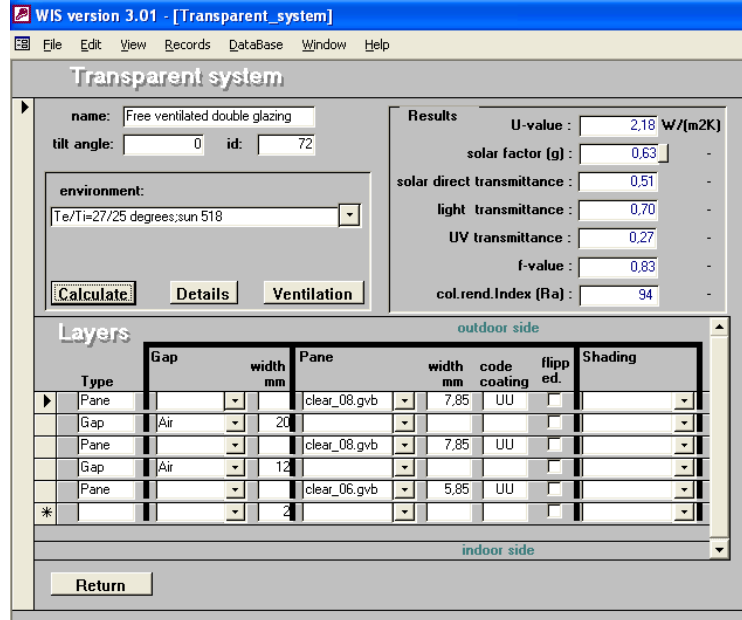 WIS version 3.01 - [Transparent_system]
File Edit View Records DataBase Window Help
Transparent system
name: Free ventilated double glazing
tilt angle: 0 id: 72
environment:
Te/Ti=27/25 degrees;sun 518
Calculate Details Ventilation
Results
U-value : 2,18 W/(m2K)
solar factor (g) : 0,63 -
solar direct transmittance : 0,51 -
light transmittance : 0,70 -
UV transmittance : 0,27 -
f-value : 0,83 -
col.rend.Index (Ra) : 94 -
Layers outdoor side
Type Gap width mm Pane width mm code coating flipp ed. Shading
Pane clear_08.gvb 7,85 UU
Gap Air 20
Pane clear_08.gvb 7,85 UU
Gap Air 12
Pane clear_06.gvb 5,85 UU
* 2
indoor side
Return